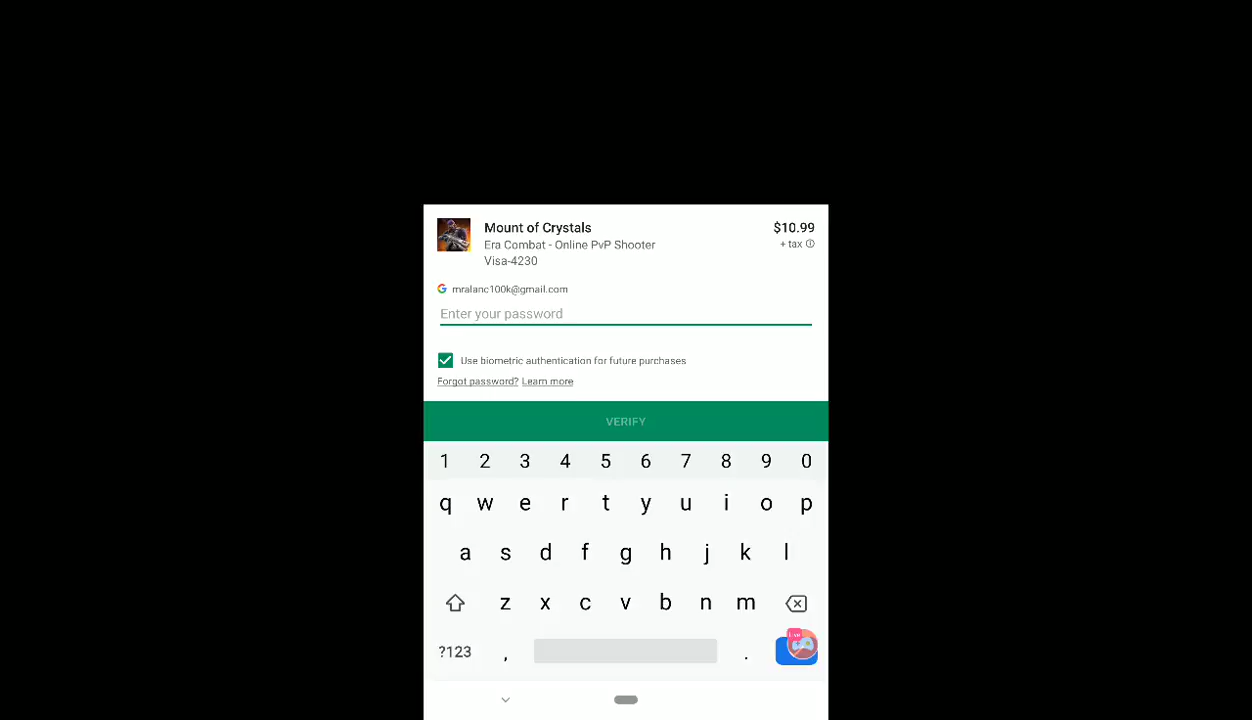 Mount of Crystals
$10.99
Era Combat - Online PvP Shooter
+ tax
Visa-4230
mralanc100k@gmail.com
Enter your password
Use biometric authentication for future purchases
Forgot password? Learn more
VERIFY
1 2 3 4 5 6 7 8 9 0
q w e r t y u i o p
a s d f g h j k l
z x c v b n m
?123 , .